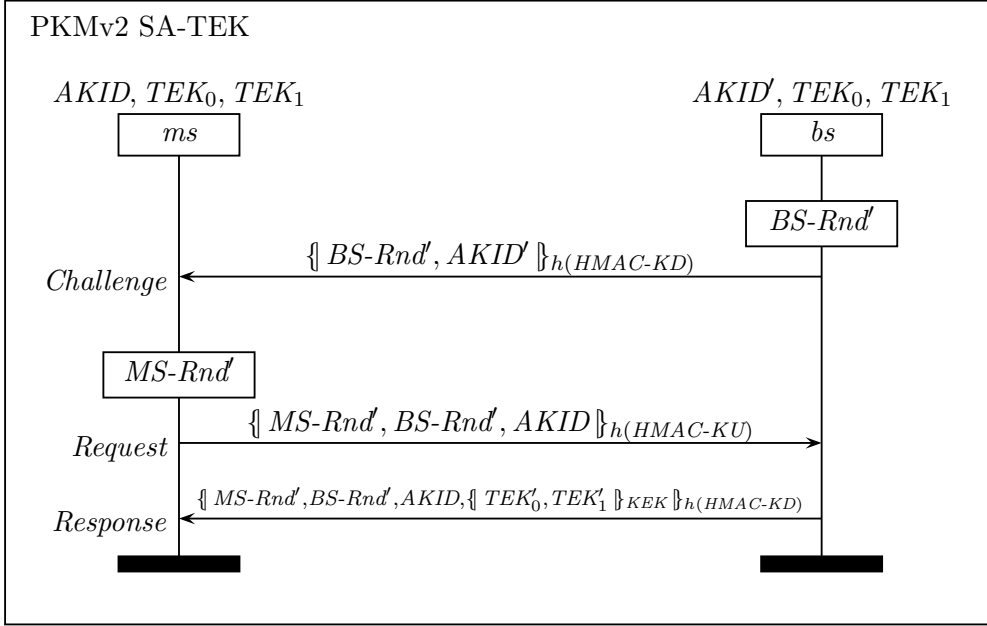 PKMv2 SA-TEK
AKID, TEK₀, TEK₁
AKID′, TEK₀, TEK₁
ms
bs
BS-Rnd′
{| BS-Rnd′, AKID′ |}h(HMAC-KD)
Challenge
MS-Rnd′
{| MS-Rnd′, BS-Rnd′, AKID |}h(HMAC-KU)
Request
{| MS-Rnd′,BS-Rnd′,AKID,{| TEK′₀,TEK′₁ |}KEK |}h(HMAC-KD)
Response